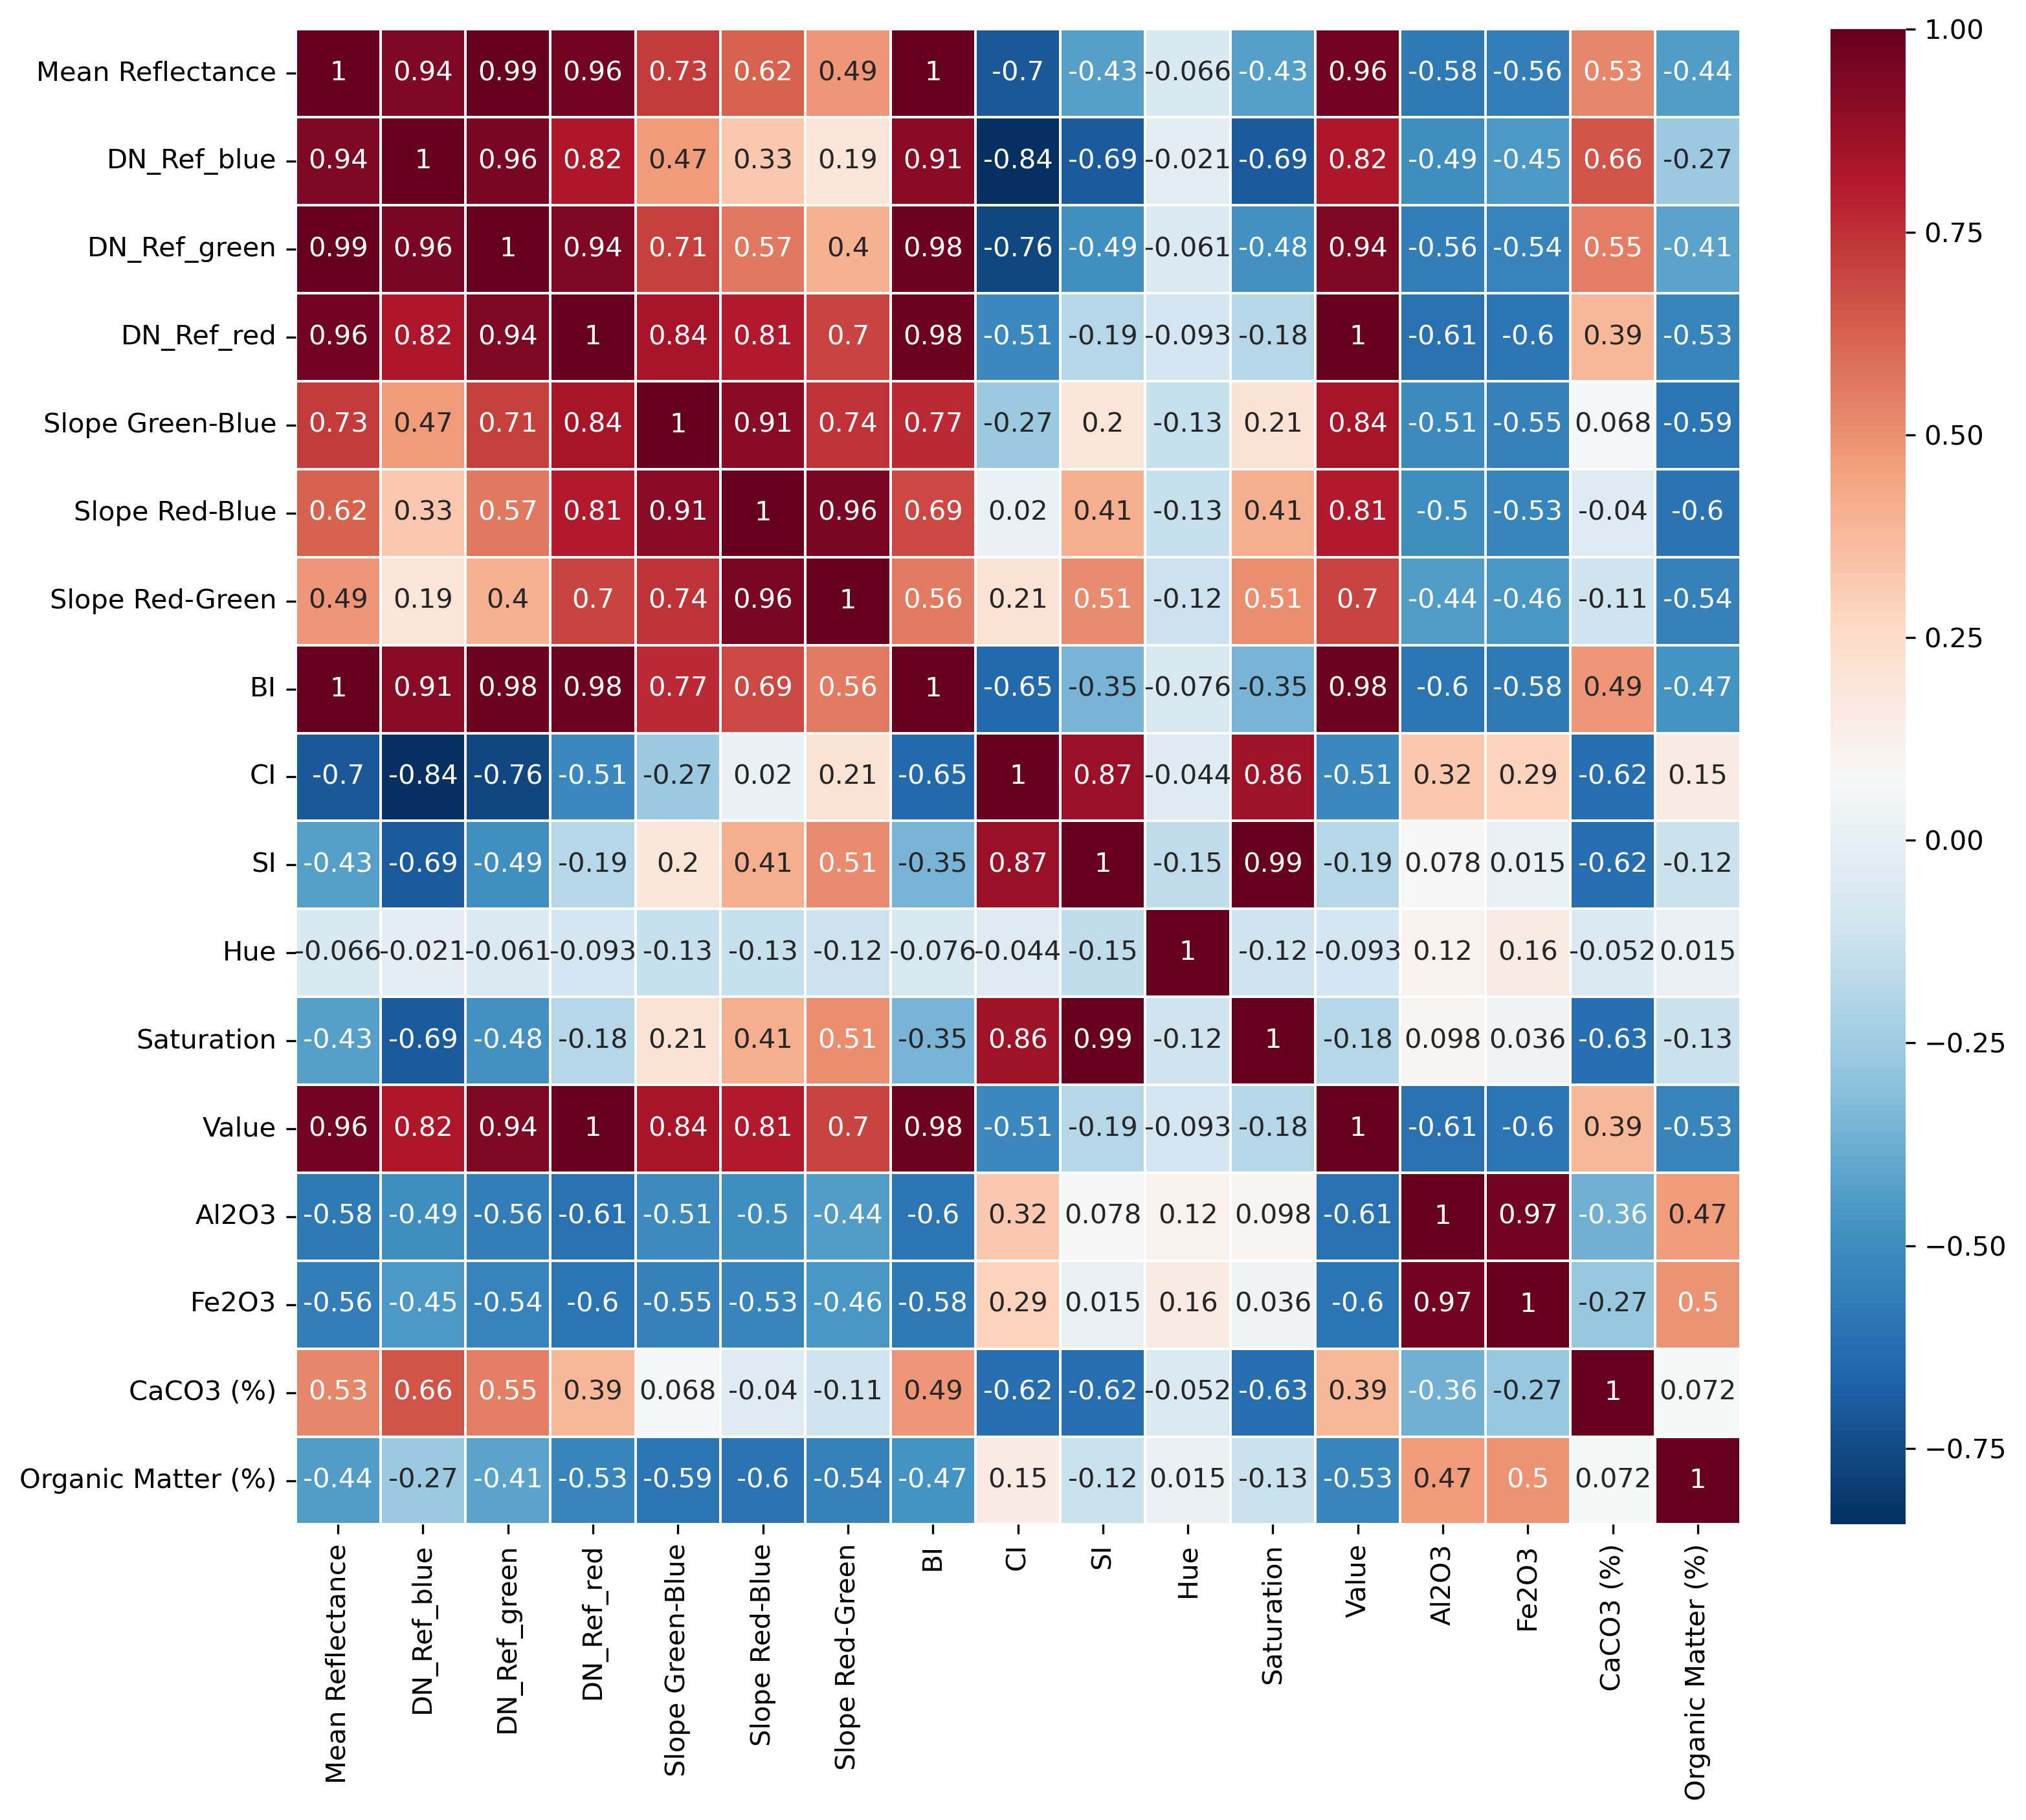 Mean Reflectance 1 0.94 0.99 0.96 0.73 0.62 0.49 1 -0.7 -0.43 -0.066 -0.43 0.96 -0.58 -0.56 0.53 -0.44
DN_Ref_blue 0.94 1 0.96 0.82 0.47 0.33 0.19 0.91 -0.84 -0.69 -0.021 -0.69 0.82 -0.49 -0.45 0.66 -0.27
DN_Ref_green 0.99 0.96 1 0.94 0.71 0.57 0.4 0.98 -0.76 -0.49 -0.061 -0.48 0.94 -0.56 -0.54 0.55 -0.41
DN_Ref_red 0.96 0.82 0.94 1 0.84 0.81 0.7 0.98 -0.51 -0.19 -0.093 -0.18 1 -0.61 -0.6 0.39 -0.53
Slope Green-Blue 0.73 0.47 0.71 0.84 1 0.91 0.74 0.77 -0.27 0.2 -0.13 0.21 0.84 -0.51 -0.55 0.068 -0.59
Slope Red-Blue 0.62 0.33 0.57 0.81 0.91 1 0.96 0.69 0.02 0.41 -0.13 0.41 0.81 -0.5 -0.53 -0.04 -0.6
Slope Red-Green 0.49 0.19 0.4 0.7 0.74 0.96 1 0.56 0.21 0.51 -0.12 0.51 0.7 -0.44 -0.46 -0.11 -0.54
BI 1 0.91 0.98 0.98 0.77 0.69 0.56 1 -0.65 -0.35 -0.076 -0.35 0.98 -0.6 -0.58 0.49 -0.47
CI -0.7 -0.84 -0.76 -0.51 -0.27 0.02 0.21 -0.65 1 0.87 -0.044 0.86 -0.51 0.32 0.29 -0.62 0.15
SI -0.43 -0.69 -0.49 -0.19 0.2 0.41 0.51 -0.35 0.87 1 -0.15 0.99 -0.19 0.078 0.015 -0.62 -0.12
Hue -0.066 -0.021 -0.061 -0.093 -0.13 -0.13 -0.12 -0.076 -0.044 -0.15 1 -0.12 -0.093 0.12 0.16 -0.052 0.015
Saturation -0.43 -0.69 -0.48 -0.18 0.21 0.41 0.51 -0.35 0.86 0.99 -0.12 1 -0.18 0.098 0.036 -0.63 -0.13
Value 0.96 0.82 0.94 1 0.84 0.81 0.7 0.98 -0.51 -0.19 -0.093 -0.18 1 -0.61 -0.6 0.39 -0.53
Al2O3 -0.58 -0.49 -0.56 -0.61 -0.51 -0.5 -0.44 -0.6 0.32 0.078 0.12 0.098 -0.61 1 0.97 -0.36 0.47
Fe2O3 -0.56 -0.45 -0.54 -0.6 -0.55 -0.53 -0.46 -0.58 0.29 0.015 0.16 0.036 -0.6 0.97 1 -0.27 0.5
CaCO3 (%) 0.53 0.66 0.55 0.39 0.068 -0.04 -0.11 0.49 -0.62 -0.62 -0.052 -0.63 0.39 -0.36 -0.27 1 0.072
Organic Matter (%) -0.44 -0.27 -0.41 -0.53 -0.59 -0.6 -0.54 -0.47 0.15 -0.12 0.015 -0.13 -0.53 0.47 0.5 0.072 1
Mean Reflectance
DN_Ref_blue
DN_Ref_green
DN_Ref_red
Slope Green-Blue
Slope Red-Blue
Slope Red-Green
BI
CI
SI
Hue
Saturation
Value
Al2O3
Fe2O3
CaCO3 (%)
Organic Matter (%)
1.00
0.75
0.50
0.25
0.00
−0.25
−0.50
−0.75